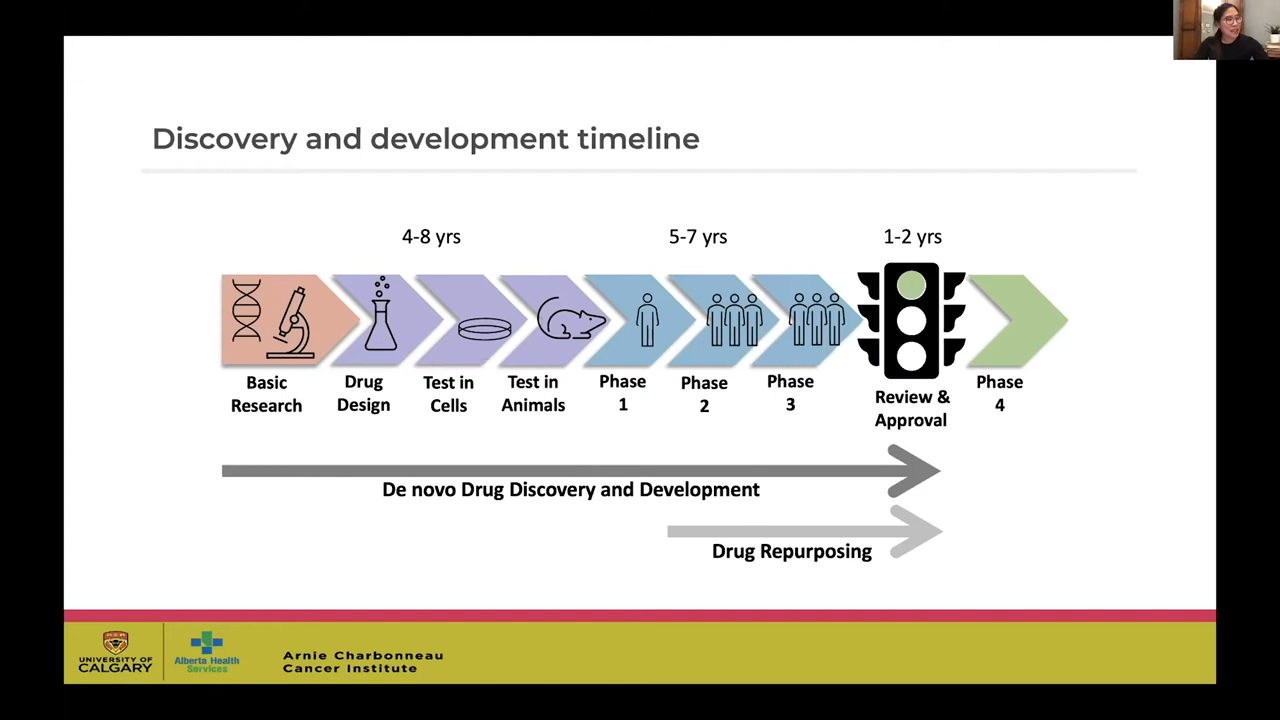 Discovery and development timeline
4-8 yrs
5-7 yrs
1-2 yrs
Basic
Research
Drug
Design
Test in
Cells
Test in
Animals
Phase
1
Phase
2
Phase
3
Review &
Approval
Phase
4
De novo Drug Discovery and Development
Drug Repurposing
UNIVERSITY OF
CALGARY
Alberta Health
Services
Arnie Charbonneau
Cancer Institute